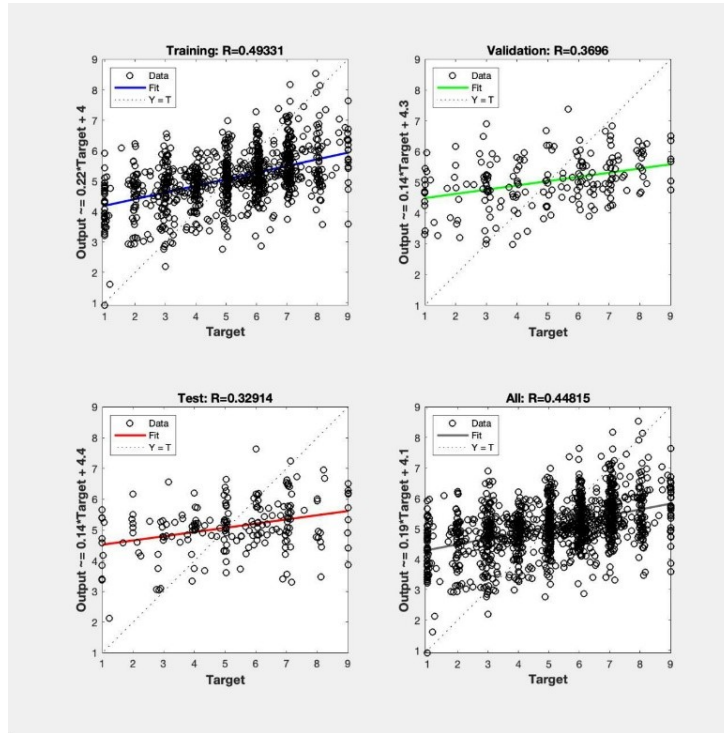 Training: R=0.49331
Output ~= 0.22*Target + 4
9
8
7
6
5
4
3
2
1
Data
Fit
Y = T
1 2 3 4 5 6 7 8 9
Target
Validation: R=0.3696
Output ~= 0.14*Target + 4.3
9
8
7
6
5
4
3
2
1
Data
Fit
Y = T
1 2 3 4 5 6 7 8 9
Target
Test: R=0.32914
Output ~= 0.14*Target + 4.4
9
8
7
6
5
4
3
2
1
Data
Fit
Y = T
1 2 3 4 5 6 7 8 9
Target
All: R=0.44815
Output ~= 0.19*Target + 4.1
9
8
7
6
5
4
3
2
1
Data
Fit
Y = T
1 2 3 4 5 6 7 8 9
Target